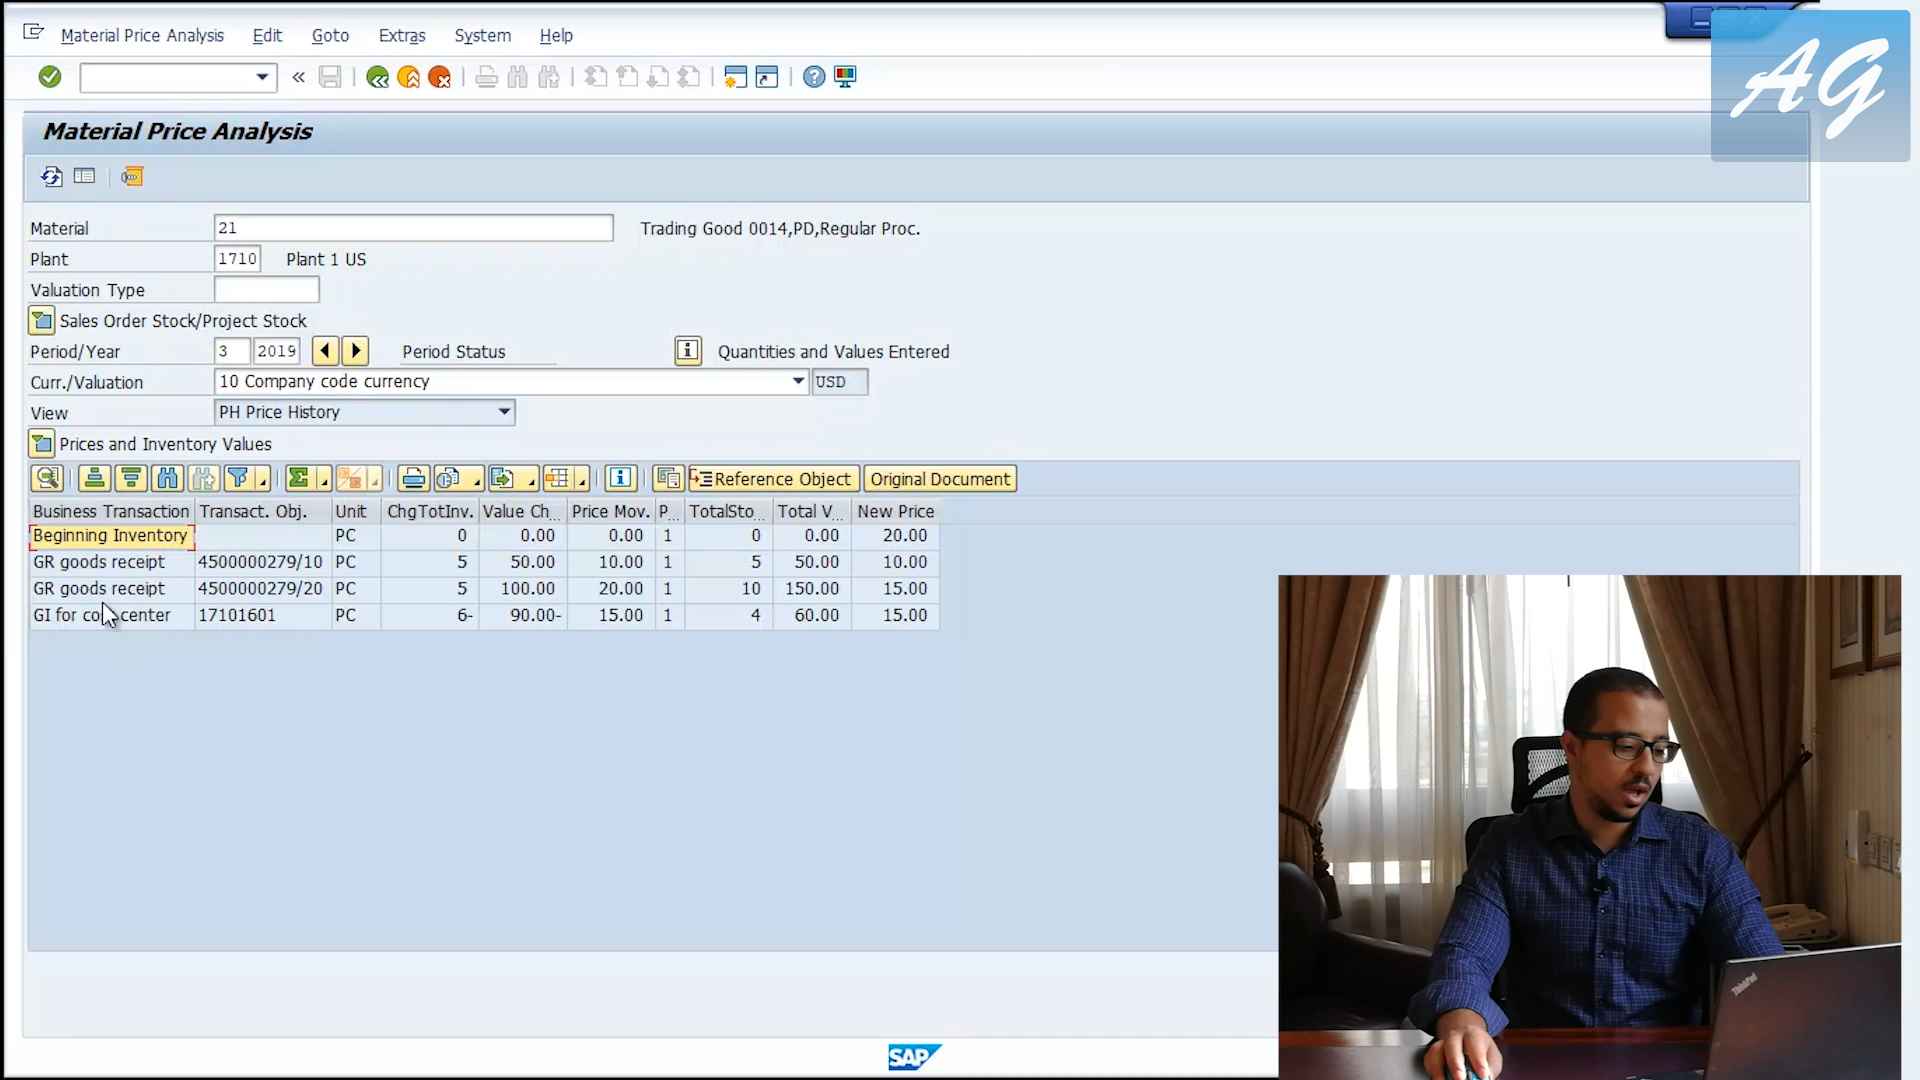 Material Price Analysis Edit Goto Extras System Help
AG
Material Price Analysis
Material 21 Trading Good 0014,PD,Regular Proc.
Plant 1710 Plant 1 US
Valuation Type
Sales Order Stock/Project Stock
Period/Year 3 2019 Period Status Quantities and Values Entered
Curr./Valuation 10 Company code currency USD
View PH Price History
Prices and Inventory Values
Reference Object Original Document
Business Transaction Transact. Obj. Unit ChgTotInv. Value Ch... Price Mov. P... TotalSto... Total V... New Price
Beginning Inventory PC 0 0.00 0.00 1 0 0.00 20.00
GR goods receipt 4500000279/10 PC 5 50.00 10.00 1 5 50.00 10.00
GR goods receipt 4500000279/20 PC 5 100.00 20.00 1 10 150.00 15.00
GI for center 17101601 PC 6- 90.00- 15.00 1 4 60.00 15.00
ThinkPad
SAP